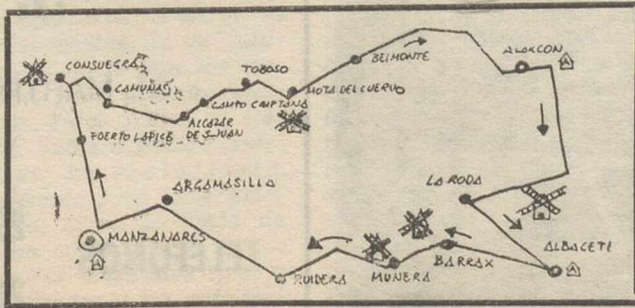 CONSUEGRA
CAMUÑAS
TOBOSO
BELMONTE
ALARCON
CAMPO CRIPTANA
MOTA DEL CUERVO
ALCAZAR
DE S. JUAN
PUERTO LAPICE
ARGAMASILLA
LA RODA
MANZANARES
RUIDERA
MUNERA
BARRAX
ALBACETE